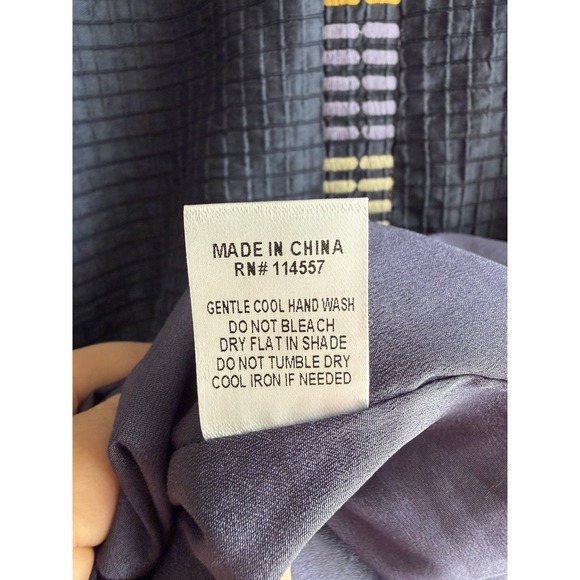 MADE IN CHINA
RN# 114557
GENTLE COOL HAND WASH
DO NOT BLEACH
DRY FLAT IN SHADE
DO NOT TUMBLE DRY
COOL IRON IF NEEDED